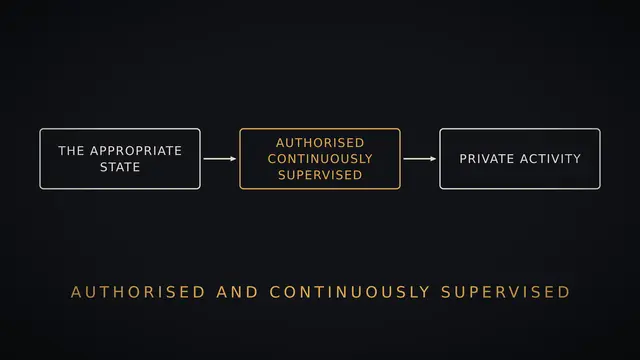 THE APPROPRIATE
STATE
AUTHORISED
CONTINUOUSLY
SUPERVISED
PRIVATE ACTIVITY
AUTHORISED AND CONTINUOUSLY SUPERVISED